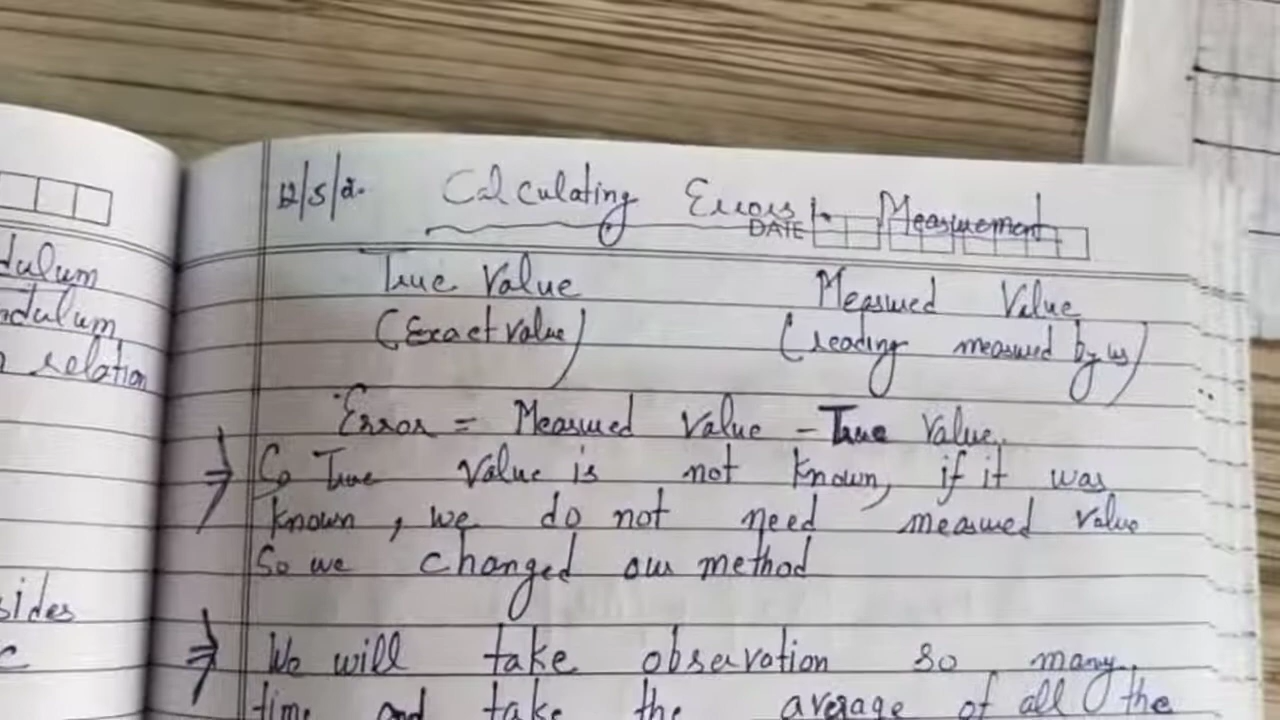 dulum
ndulum
relation
sides
c
12/5/2.
Calculating Errors In Measurement
DATE
True Value
Measured Value
(Exact value)
(reading measured by us)
Error = Measured Value - True Value.
⇒ So True Value is not known, if it was
known, we do not need measured value
So we changed our method
⇒ We will take observation so many
time and take the average of all the